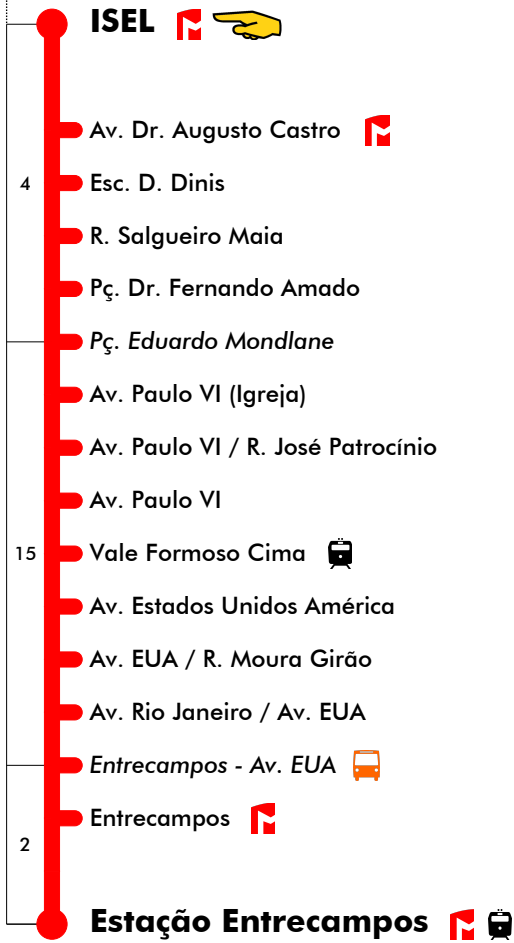 ISEL
Av. Dr. Augusto Castro
4 Esc. D. Dinis
R. Salgueiro Maia
Pç. Dr. Fernando Amado
Pç. Eduardo Mondlane
Av. Paulo VI (Igreja)
Av. Paulo VI / R. José Patrocínio
Av. Paulo VI
15 Vale Formoso Cima
Av. Estados Unidos América
Av. EUA / R. Moura Girão
Av. Rio Janeiro / Av. EUA
Entrecampos - Av. EUA
Entrecampos
2
Estação Entrecampos